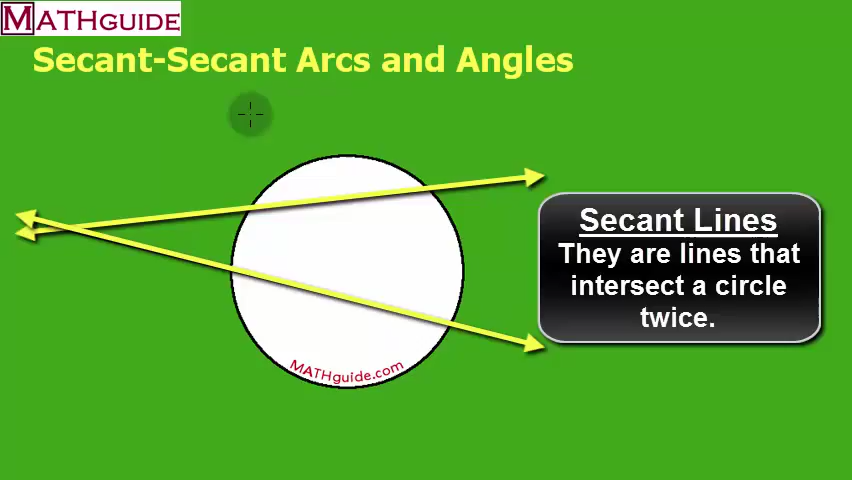 MATHGUIDE
Secant-Secant Arcs and Angles
Secant Lines
They are lines that
intersect a circle
twice.
MATHguide.com